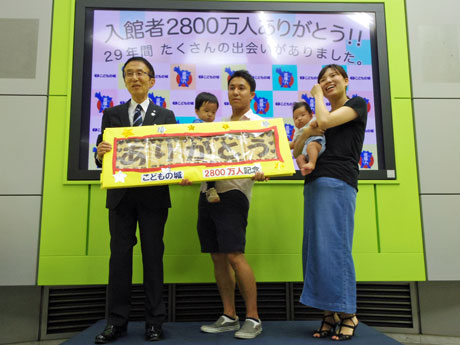 入館者2800万人ありがとう!!
29年間 たくさんの出会いがありました。
ありがとう
こどもの城
2800万人記念